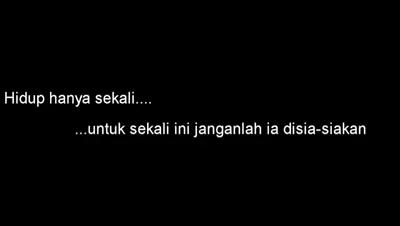 Hidup hanya sekali....
...untuk sekali ini janganlah ia disia-siakan